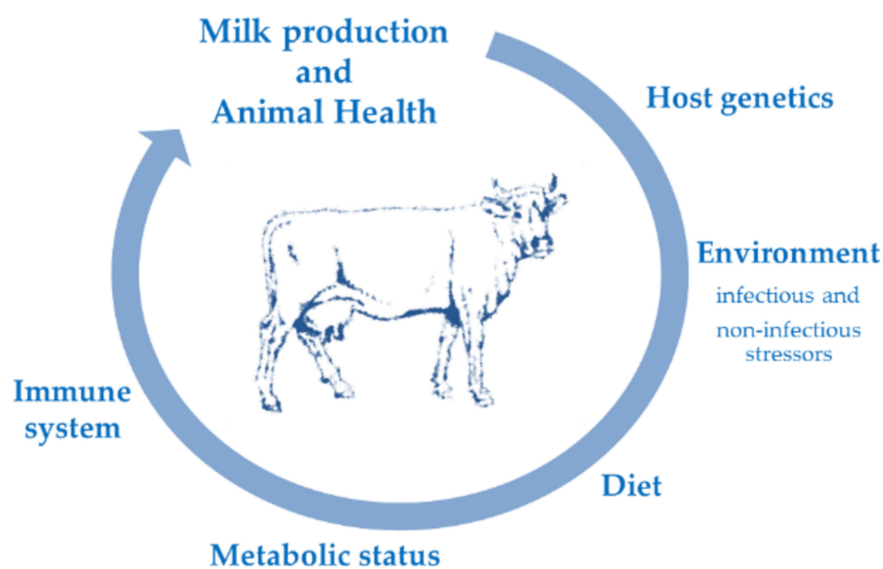 Milk production
and
Animal Health
Host genetics
Environment
infectious and
non-infectious
stressors
Diet
Metabolic status
Immune
system